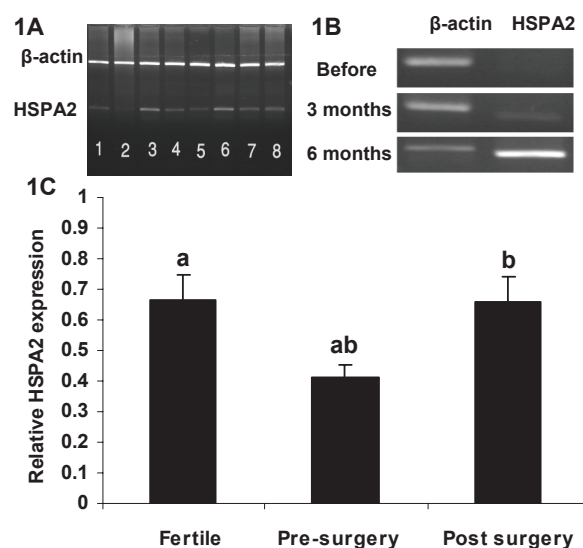 1A
β-actin
HSPA2
1 2 3 4 5 6 7 8
1B
β-actin HSPA2
Before
3 months
6 months
1C
Relative HSPA2 expression
1
0.9
0.8
0.7
0.6
0.5
0.4
0.3
0.2
0.1
0
a
ab
b
Fertile Pre-surgery Post surgery